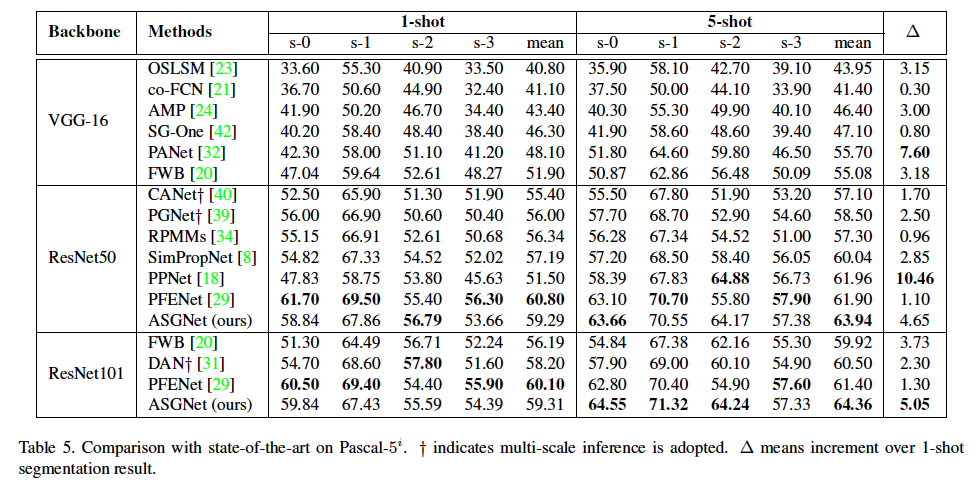 Backbone Methods 1-shot 5-shot Δ
s-0 s-1 s-2 s-3 mean s-0 s-1 s-2 s-3 mean
VGG-16
OSLSM [23] 33.60 55.30 40.90 33.50 40.80 35.90 58.10 42.70 39.10 43.95 3.15
co-FCN [21] 36.70 50.60 44.90 32.40 41.10 37.50 50.00 44.10 33.90 41.40 0.30
AMP [24] 41.90 50.20 46.70 34.40 43.40 40.30 55.30 49.90 40.10 46.40 3.00
SG-One [42] 40.20 58.40 48.40 38.40 46.30 41.90 58.60 48.60 39.40 47.10 0.80
PANet [32] 42.30 58.00 51.10 41.20 48.10 51.80 64.60 59.80 46.50 55.70 7.60
FWB [20] 47.04 59.64 52.61 48.27 51.90 50.87 62.86 56.48 50.09 55.08 3.18
ResNet50
CANet† [40] 52.50 65.90 51.30 51.90 55.40 55.50 67.80 51.90 53.20 57.10 1.70
PGNet† [39] 56.00 66.90 50.60 50.40 56.00 57.70 68.70 52.90 54.60 58.50 2.50
RPMMs [34] 55.15 66.91 52.61 50.68 56.34 56.28 67.34 54.52 51.00 57.30 0.96
SimPropNet [8] 54.82 67.33 54.52 52.02 57.19 57.20 68.50 58.40 56.05 60.04 2.85
PPNet [18] 47.83 58.75 53.80 45.63 51.50 58.39 67.83 64.88 56.73 61.96 10.46
PFENet [29] 61.70 69.50 55.40 56.30 60.80 63.10 70.70 55.80 57.90 61.90 1.10
ASGNet (ours) 58.84 67.86 56.79 53.66 59.29 63.66 70.55 64.17 57.38 63.94 4.65
ResNet101
FWB [20] 51.30 64.49 56.71 52.24 56.19 54.84 67.38 62.16 55.30 59.92 3.73
DAN† [31] 54.70 68.60 57.80 51.60 58.20 57.90 69.00 60.10 54.90 60.50 2.30
PFENet [29] 60.50 69.40 54.40 55.90 60.10 62.80 70.40 54.90 57.60 61.40 1.30
ASGNet (ours) 59.84 67.43 55.59 54.39 59.31 64.55 71.32 64.24 57.33 64.36 5.05
Table 5. Comparison with state-of-the-art on Pascal-5ⁱ. † indicates multi-scale inference is adopted. Δ means increment over 1-shot
segmentation result.